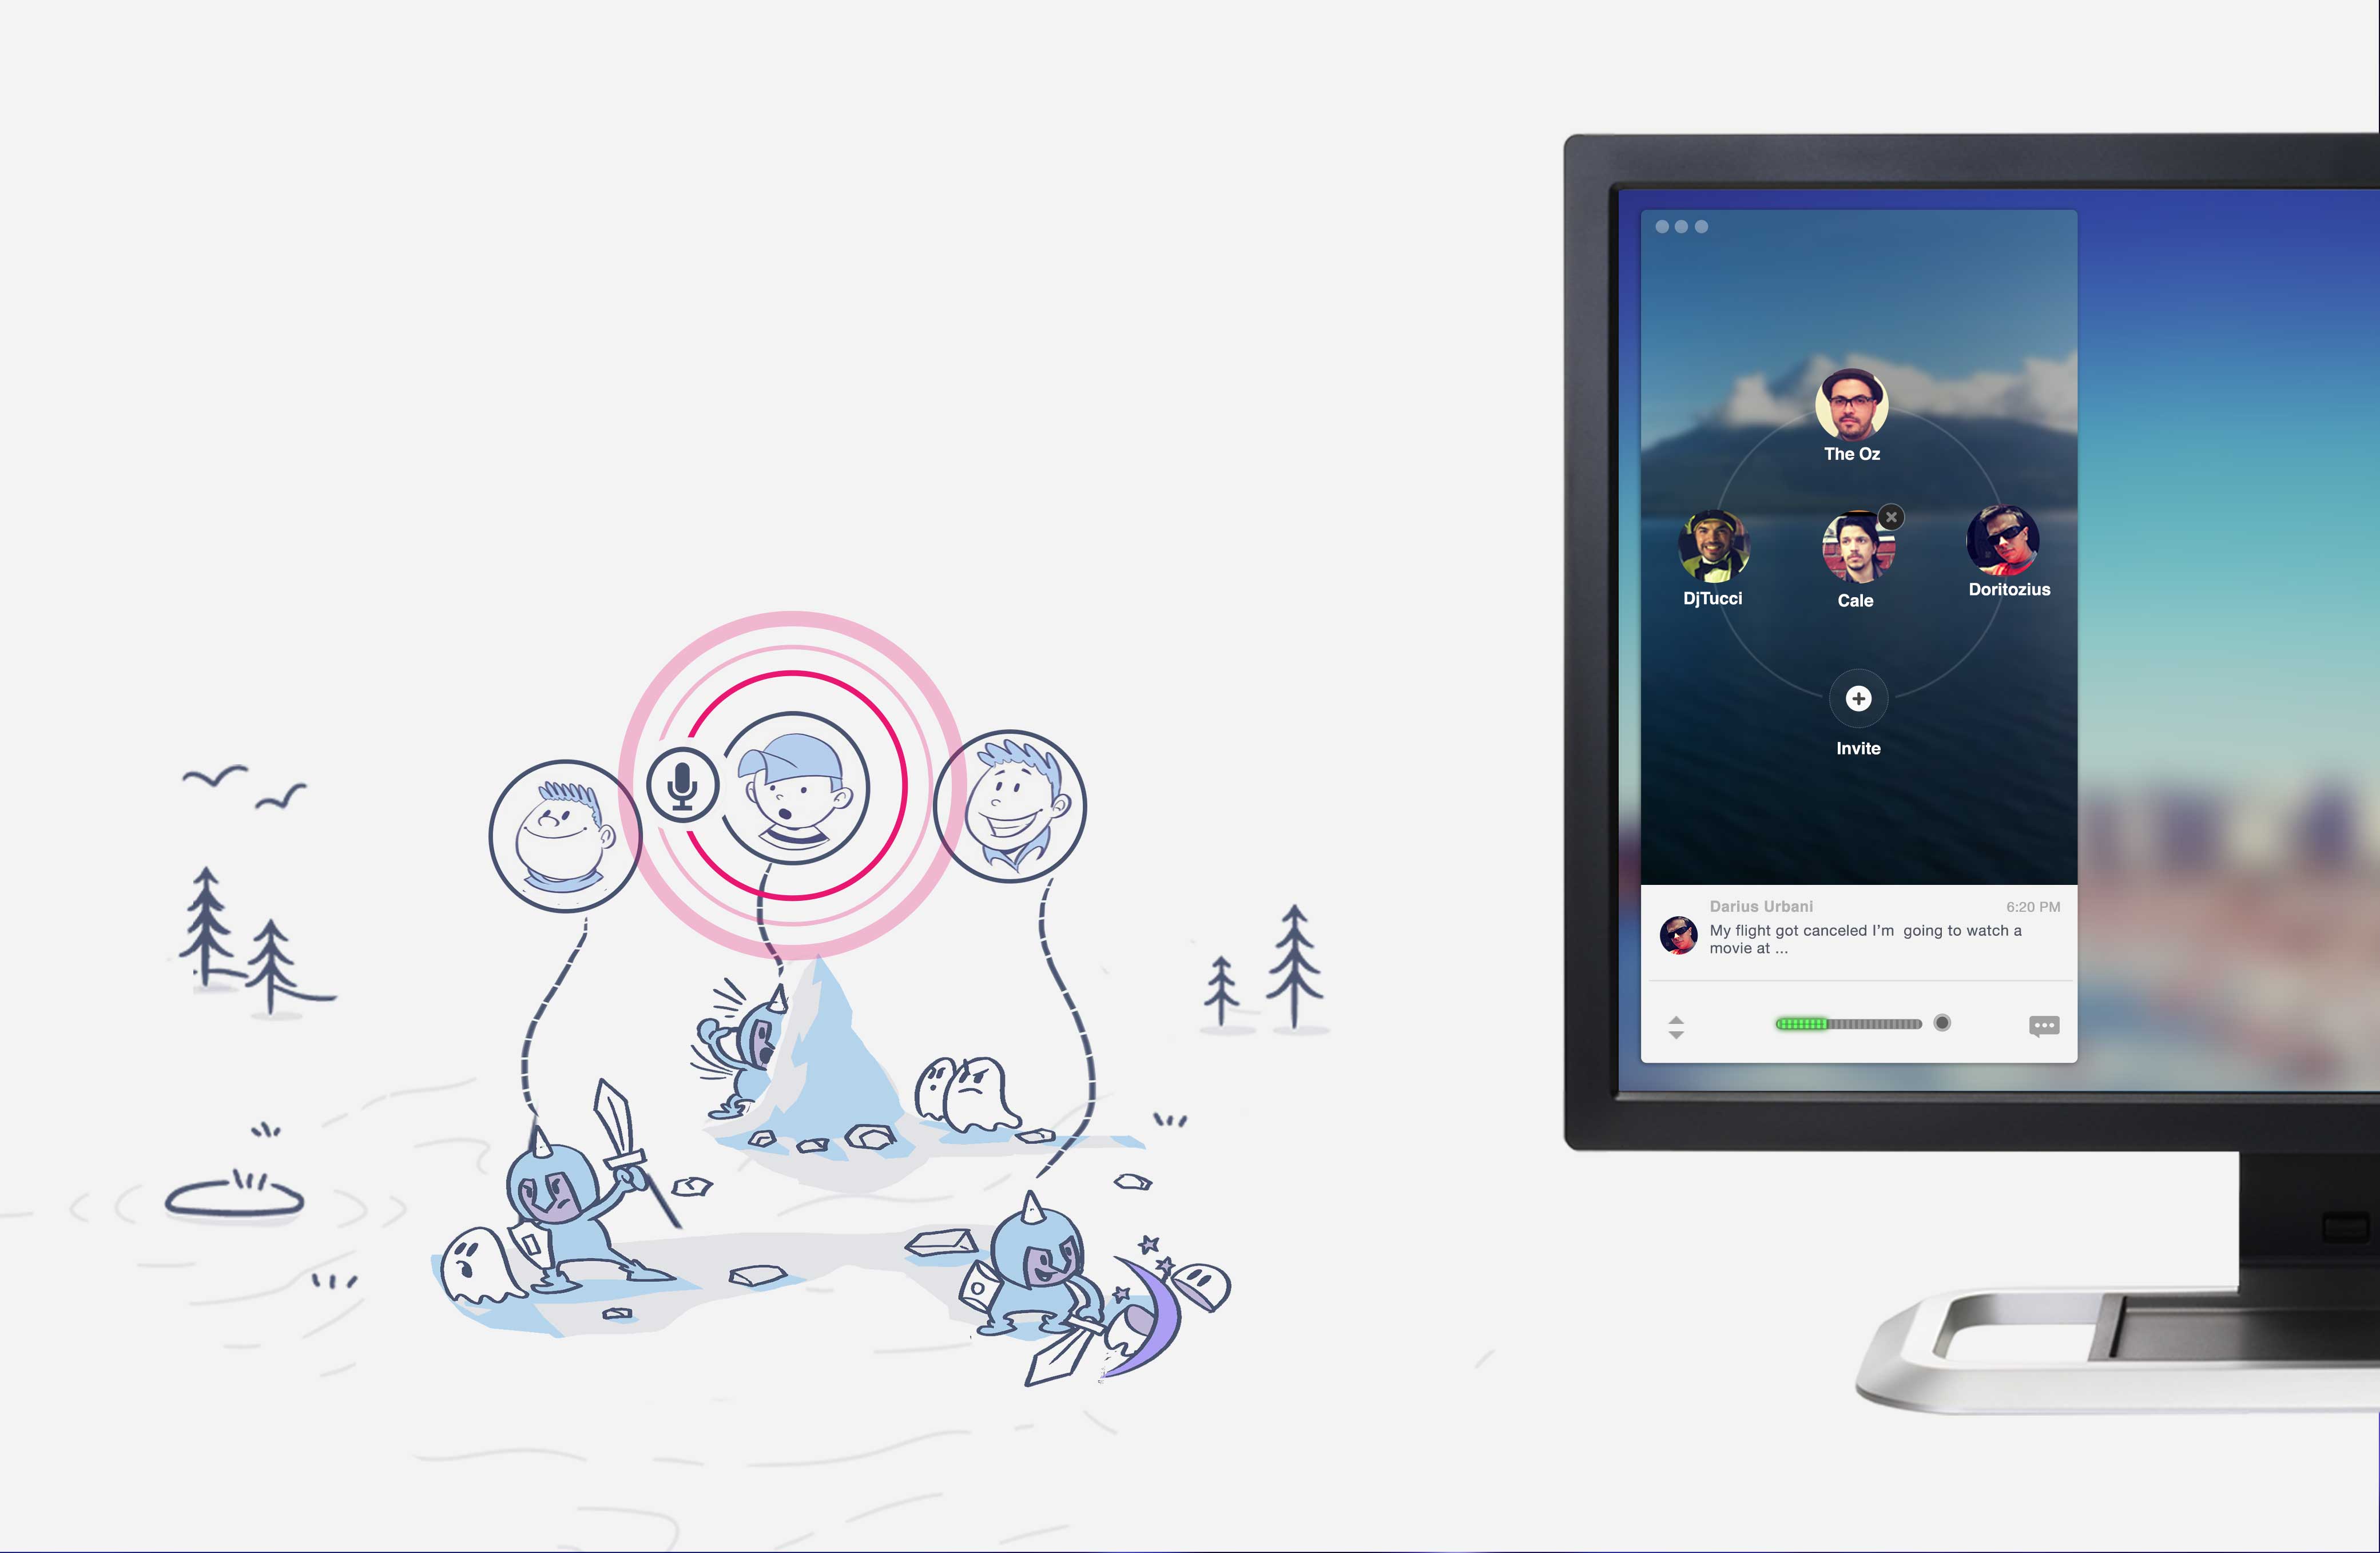 The Oz
DjTucci
Cale
Doritozius
Invite
Darius Urbani
6:20 PM
My flight got canceled I'm  going to watch a
movie at ...